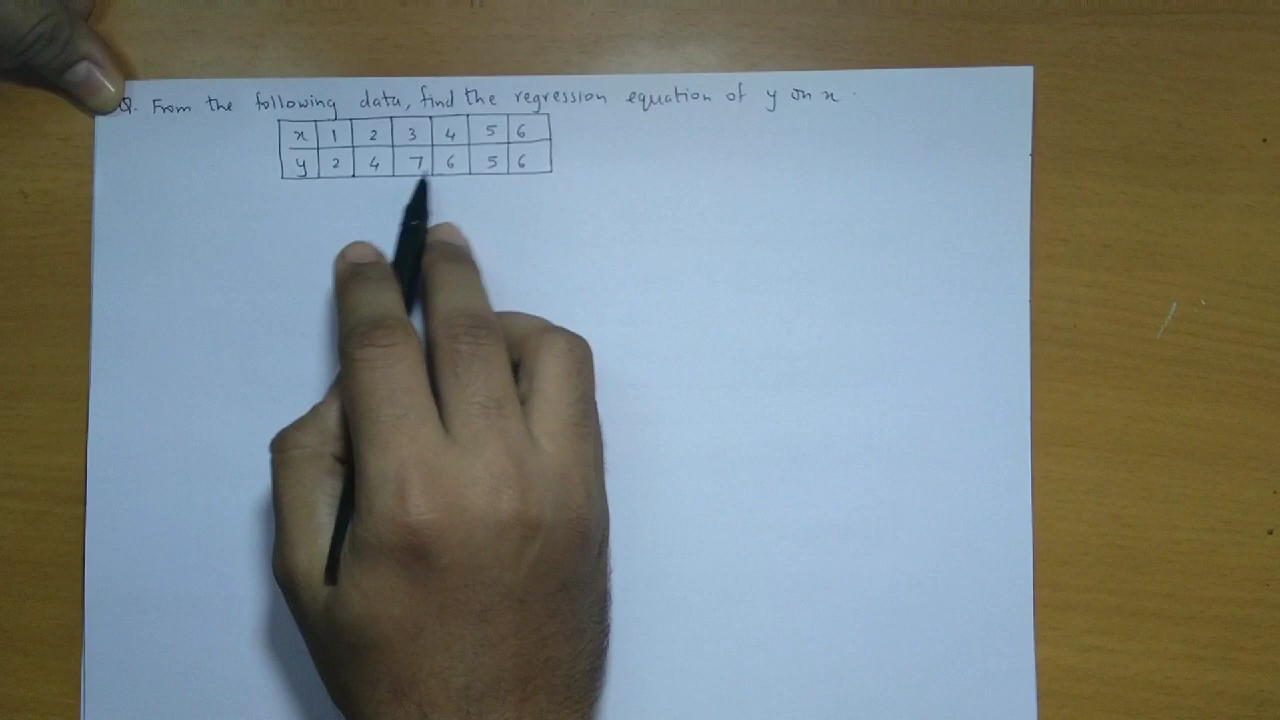 Q. From the following data, find the regression equation of y on x.
x 1 2 3 4 5 6
y 2 4 7 6 5 6